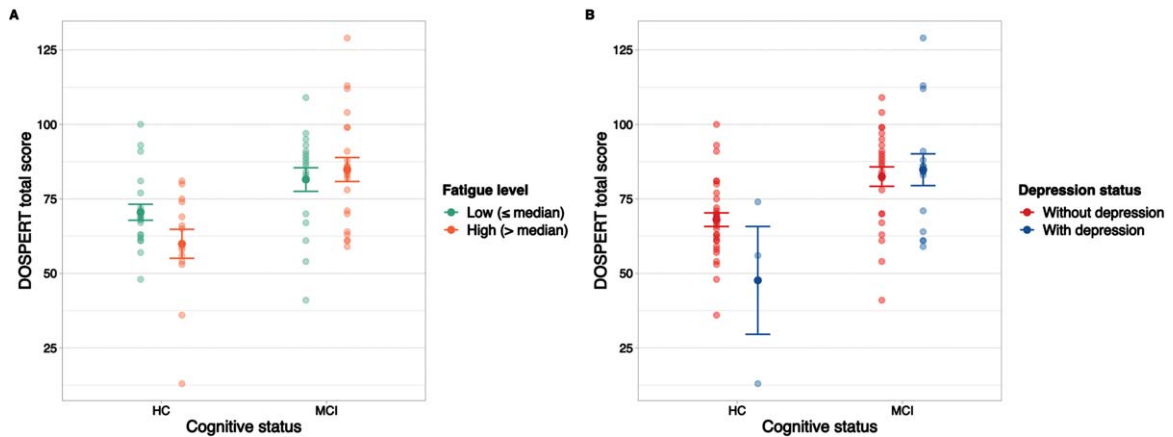 A
DOSPERT total score
125
100
75
50
25
HC
MCI
Cognitive status
Fatigue level
Low (≤ median)
High (> median)
B
DOSPERT total score
125
100
75
50
25
HC
MCI
Cognitive status
Depression status
Without depression
With depression